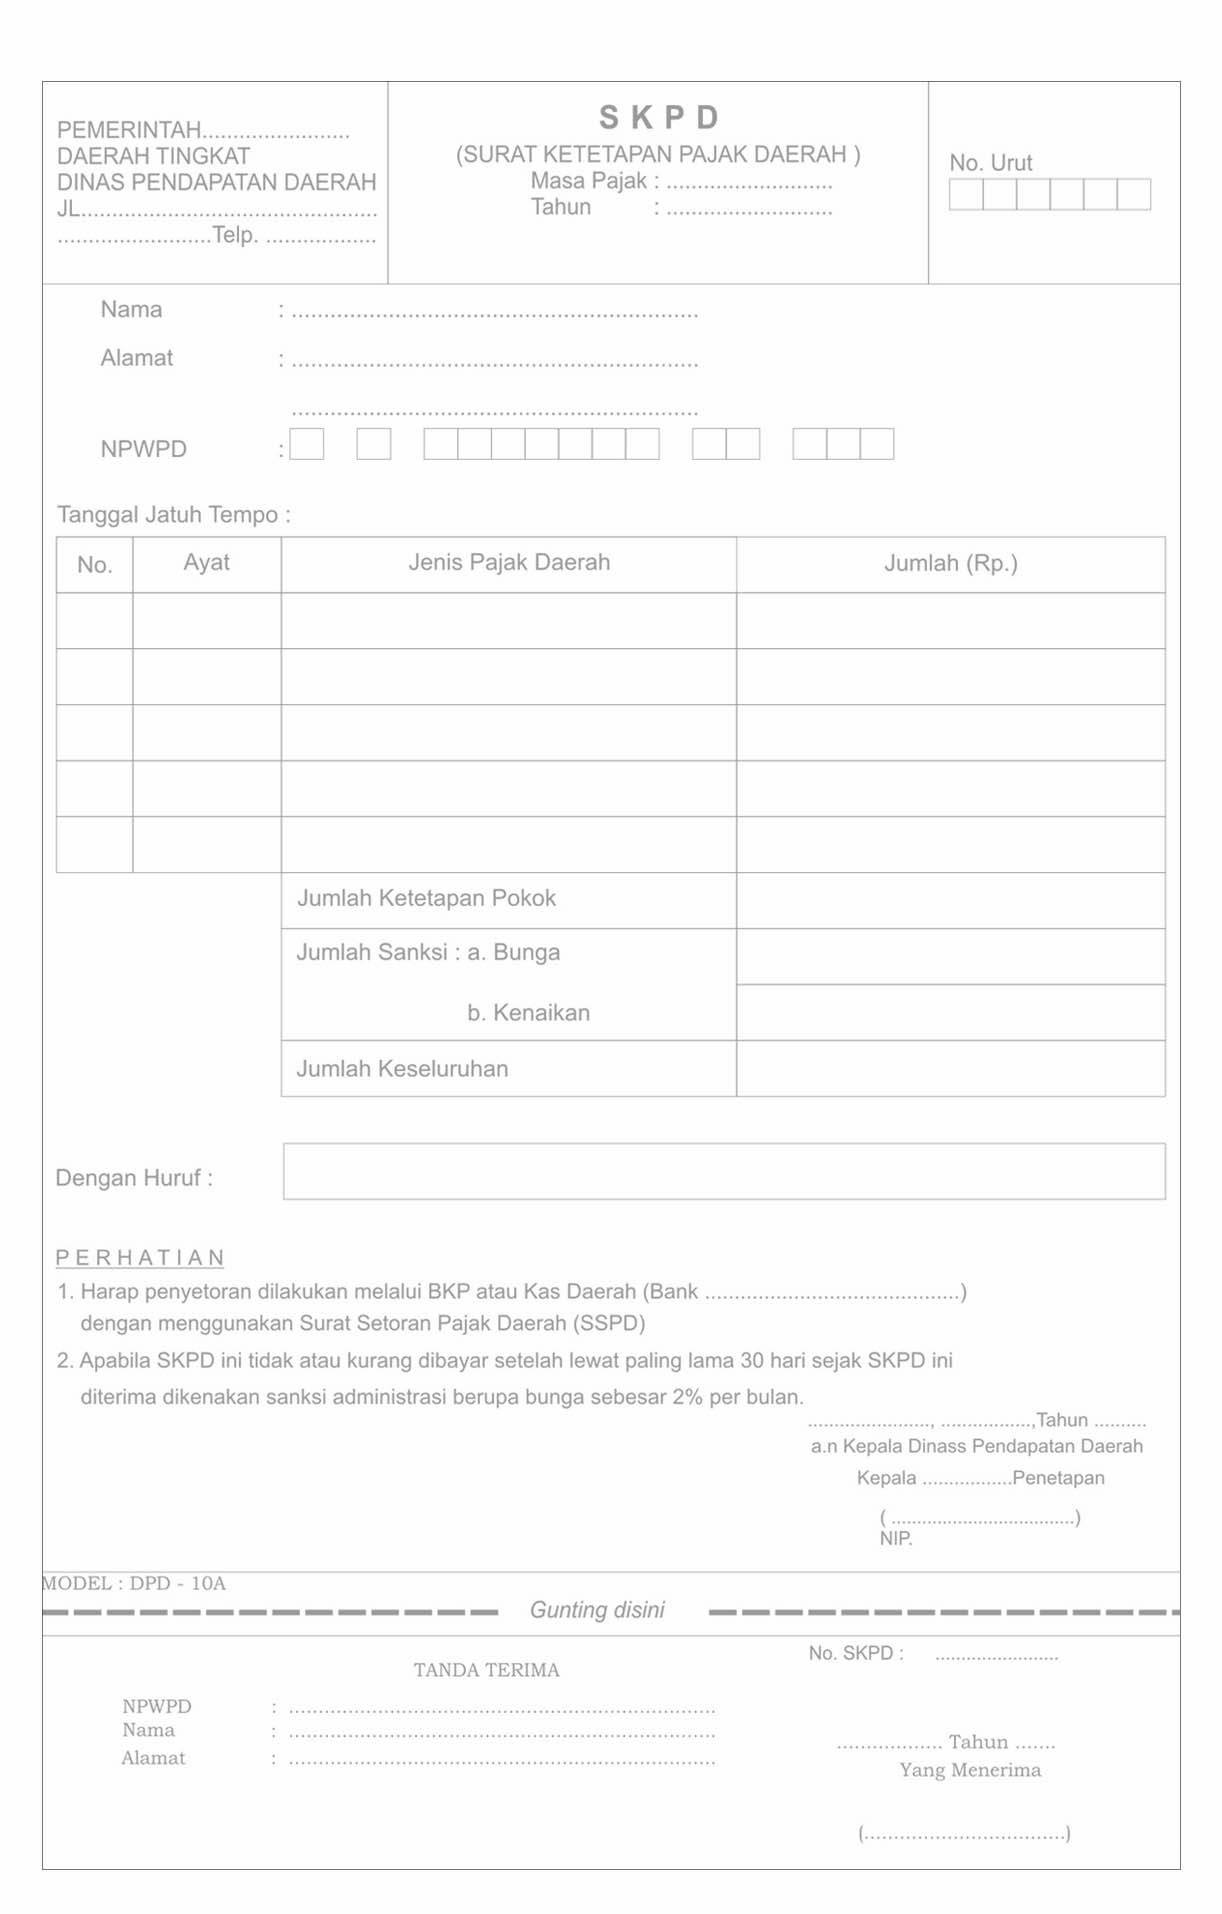 PEMERINTAH........................
DAERAH TINGKAT
DINAS PENDAPATAN DAERAH
JL................................................
.........................Telp. ..................
S K P D
(SURAT KETETAPAN PAJAK DAERAH )
Masa Pajak : ...........................
Tahun : ...........................
No. Urut
Nama : ..............................................................
Alamat : ..............................................................
..............................................................
NPWPD :
Tanggal Jatuh Tempo :
No. Ayat Jenis Pajak Daerah Jumlah (Rp.)
Jumlah Ketetapan Pokok
Jumlah Sanksi : a. Bunga
b. Kenaikan
Jumlah Keseluruhan
Dengan Huruf :
P E R H A T I A N
1. Harap penyetoran dilakukan melalui BKP atau Kas Daerah (Bank ............................................)
dengan menggunakan Surat Setoran Pajak Daerah (SSPD)
2. Apabila SKPD ini tidak atau kurang dibayar setelah lewat paling lama 30 hari sejak SKPD ini
diterima dikenakan sanksi administrasi berupa bunga sebesar 2% per bulan.
......................., .................,Tahun ..........
a.n Kepala Dinass Pendapatan Daerah
Kepala .................Penetapan
( ...................................)
NIP.
MODEL : DPD - 10A
Gunting disini
No. SKPD : ........................
TANDA TERIMA
NPWPD : ........................................................................
Nama : ........................................................................
Alamat : ........................................................................
.................. Tahun .......
Yang Menerima
(..................................)